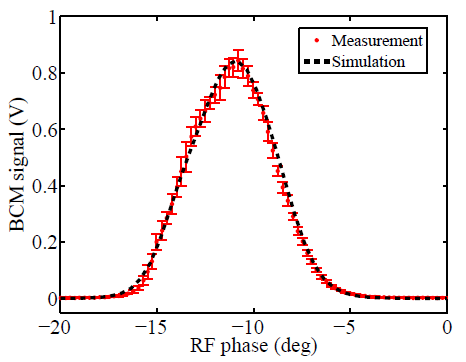 1
0.8
0.6
0.4
0.2
0
BCM signal (V)
Measurement
Simulation
−20
−15
−10
−5
0
RF phase (deg)